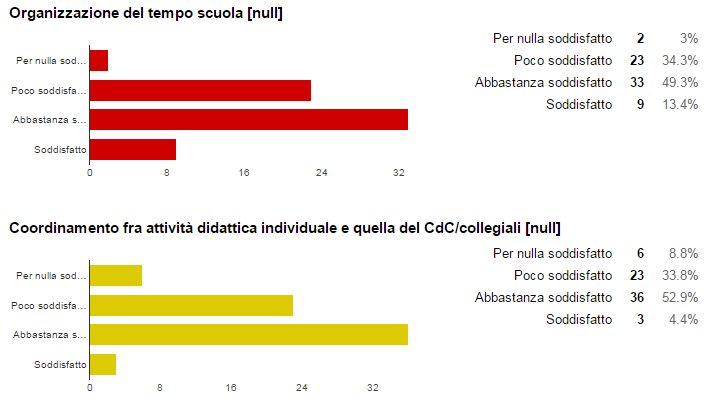 Organizzazione del tempo scuola [null]
Per nulla sod...
Poco soddisfa...
Abbastanza s...
Soddisfatto
0 8 16 24 32
Per nulla soddisfatto 2 3%
Poco soddisfatto 23 34.3%
Abbastanza soddisfatto 33 49.3%
Soddisfatto 9 13.4%
Coordinamento fra attività didattica individuale e quella del CdC/collegiali [null]
Per nulla sod...
Poco soddisfa...
Abbastanza s...
Soddisfatto
0 8 16 24 32
Per nulla soddisfatto 6 8.8%
Poco soddisfatto 23 33.8%
Abbastanza soddisfatto 36 52.9%
Soddisfatto 3 4.4%